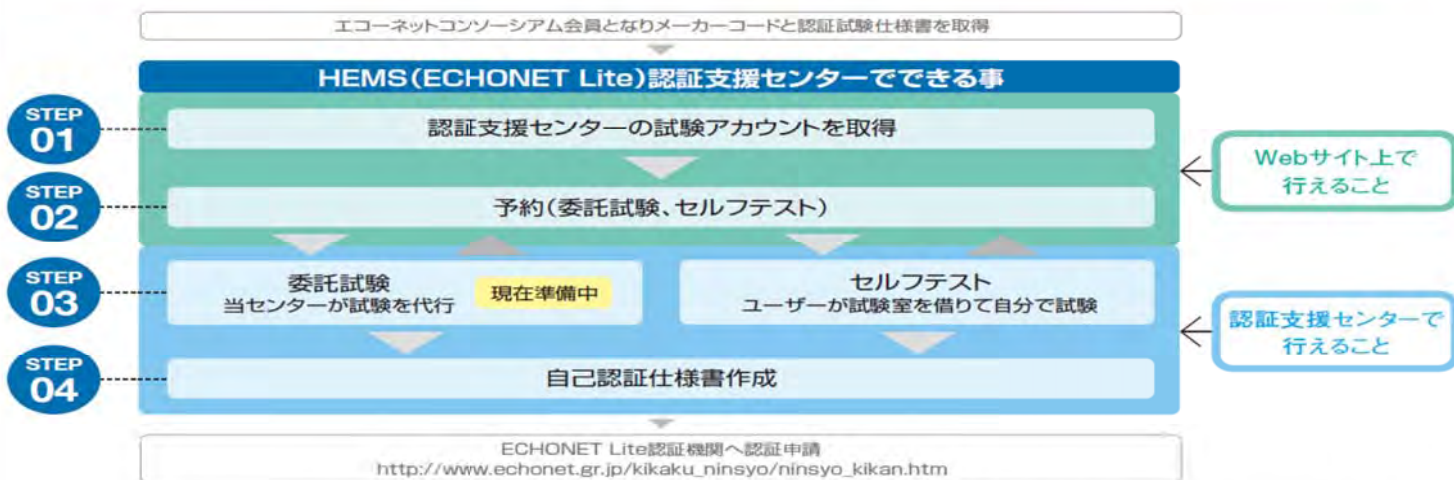 エコーネットコンソーシアム会員となりメーカーコードと認証試験仕様書を取得
HEMS(ECHONET Lite)認証支援センターでできる事
STEP
01
認証支援センターの試験アカウントを取得
STEP
02
予約(委託試験、セルフテスト)
Webサイト上で
行えること
STEP
03
委託試験
当センターが試験を代行
現在準備中
セルフテスト
ユーザーが試験室を借りて自分で試験
認証支援センターで
行えること
STEP
04
自己認証仕様書作成
ECHONET Lite認証機関へ認証申請
http://www.echonet.gr.jp/kikaku_ninsyo/ninsyo_kikan.htm